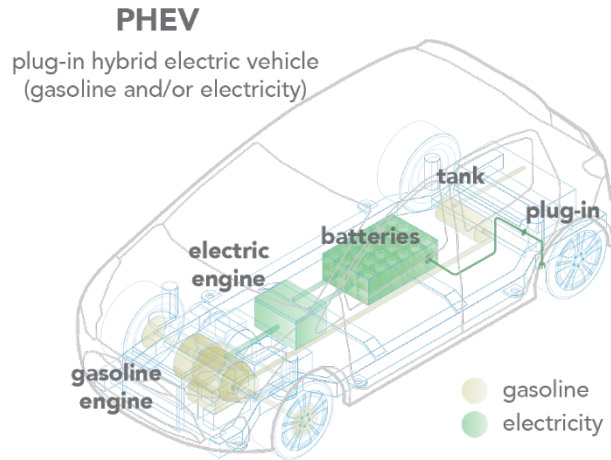 PHEV
plug-in hybrid electric vehicle
(gasoline and/or electricity)
tank
plug-in
batteries
electric
engine
gasoline
engine
gasoline
electricity